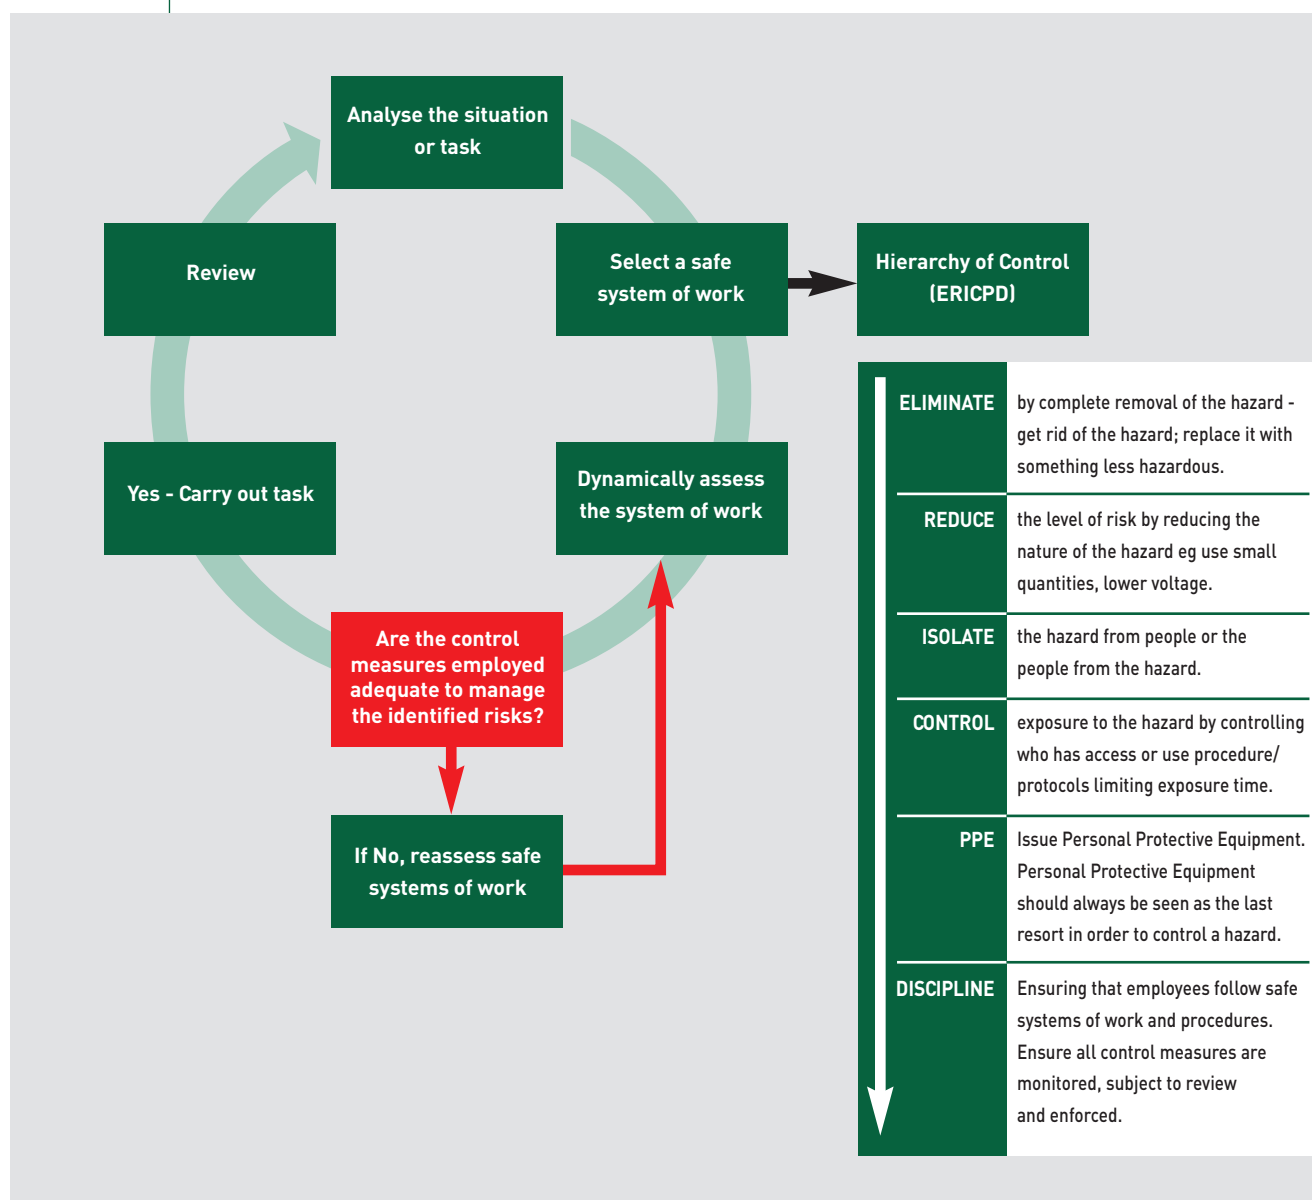 Analyse the situation
or task
Select a safe
system of work
Hierarchy of Control
(ERICPD)
Review
Dynamically assess
the system of work
Yes - Carry out task
Are the control
measures employed
adequate to manage
the identified risks?
If No, reassess safe
systems of work
ELIMINATE
by complete removal of the hazard -
get rid of the hazard; replace it with
something less hazardous.
REDUCE
the level of risk by reducing the
nature of the hazard eg use small
quantities, lower voltage.
ISOLATE
the hazard from people or the
people from the hazard.
CONTROL
exposure to the hazard by controlling
who has access or use procedure/
protocols limiting exposure time.
PPE
Issue Personal Protective Equipment.
Personal Protective Equipment
should always be seen as the last
resort in order to control a hazard.
DISCIPLINE
Ensuring that employees follow safe
systems of work and procedures.
Ensure all control measures are
monitored, subject to review
and enforced.